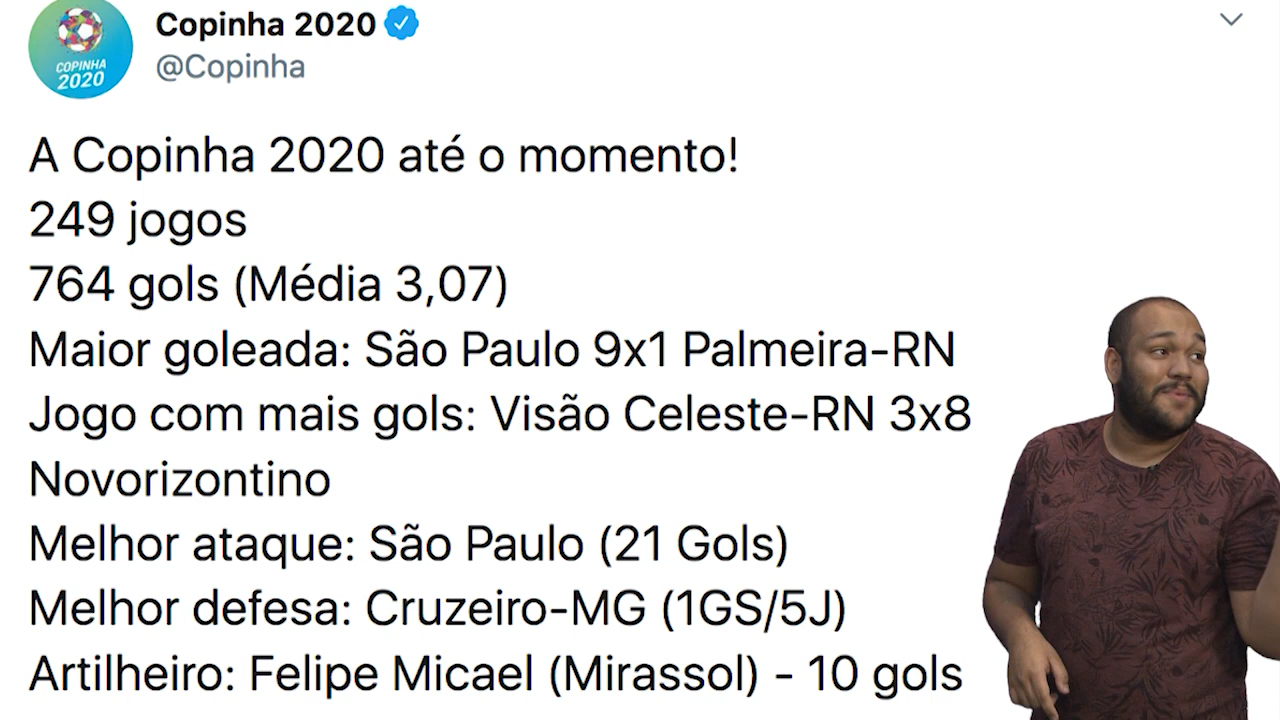 Copinha 2020
@Copinha
COPINHA
2020
A Copinha 2020 até o momento!
249 jogos
764 gols (Média 3,07)
Maior goleada: São Paulo 9x1 Palmeira-RN
Jogo com mais gols: Visão Celeste-RN 3x8
Novorizontino
Melhor ataque: São Paulo (21 Gols)
Melhor defesa: Cruzeiro-MG (1GS/5J)
Artilheiro: Felipe Micael (Mirassol) - 10 gols